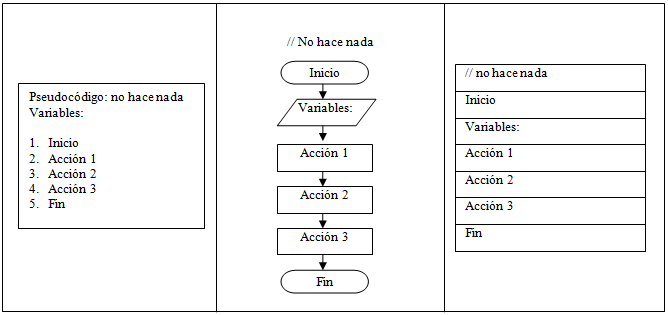 Pseudocódigo: no hace nada
Variables:
1. Inicio
2. Acción 1
3. Acción 2
4. Acción 3
5. Fin
// No hace nada
Inicio
Variables:
Acción 1
Acción 2
Acción 3
Fin
// no hace nada
Inicio
Variables:
Acción 1
Acción 2
Acción 3
Fin